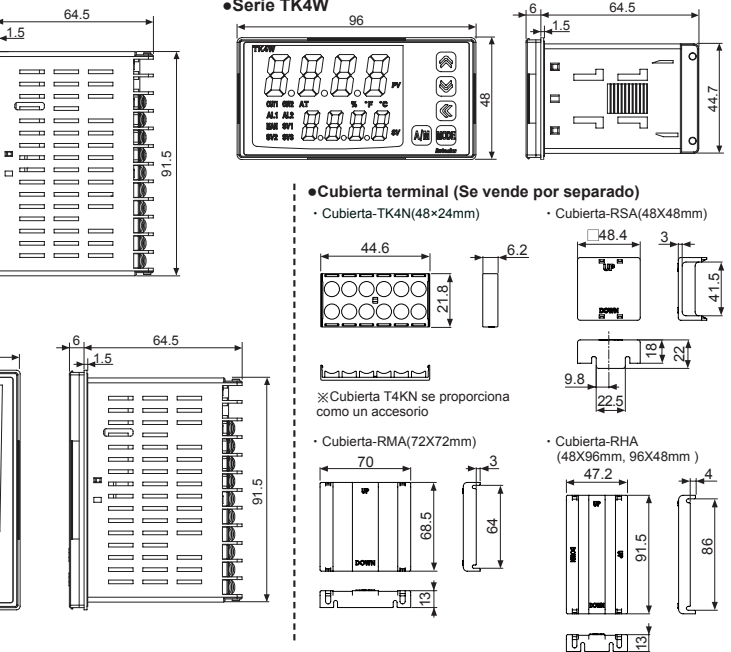 64.5
1.5
91.5
●Serie TK4W
96
TK4W
PV
OUT1 OUT2 AT % °F °C
AL1 AL2
MAN SV1
SV2 SV3
SV
A/M MODE
Autonics
48
6 64.5
1.5
44.7
●Cubierta terminal (Se vende por separado)
· Cubierta-TK4N(48×24mm)
44.6
6.2
21.8
※Cubierta T4KN se proporciona
como un accesorio
· Cubierta-RSA(48X48mm)
□48.4
3
UP
DOWN
41.5
18
22
9.8
22.5
6 64.5
1.5
91.5
· Cubierta-RMA(72X72mm)
70
3
UP
DOWN
68.5
64
13
· Cubierta-RHA
(48X96mm, 96X48mm )
47.2
4
UP
DOWN
UP
DOWN
91.5
86
13